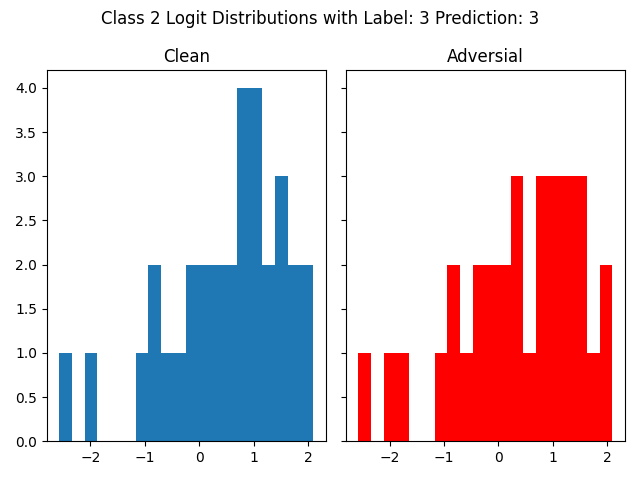 Class 2 Logit Distributions with Label: 3 Prediction: 3
Clean
Adversial
4.0
3.5
3.0
2.5
2.0
1.5
1.0
0.5
0.0
−2 −1 0 1 2
−2 −1 0 1 2